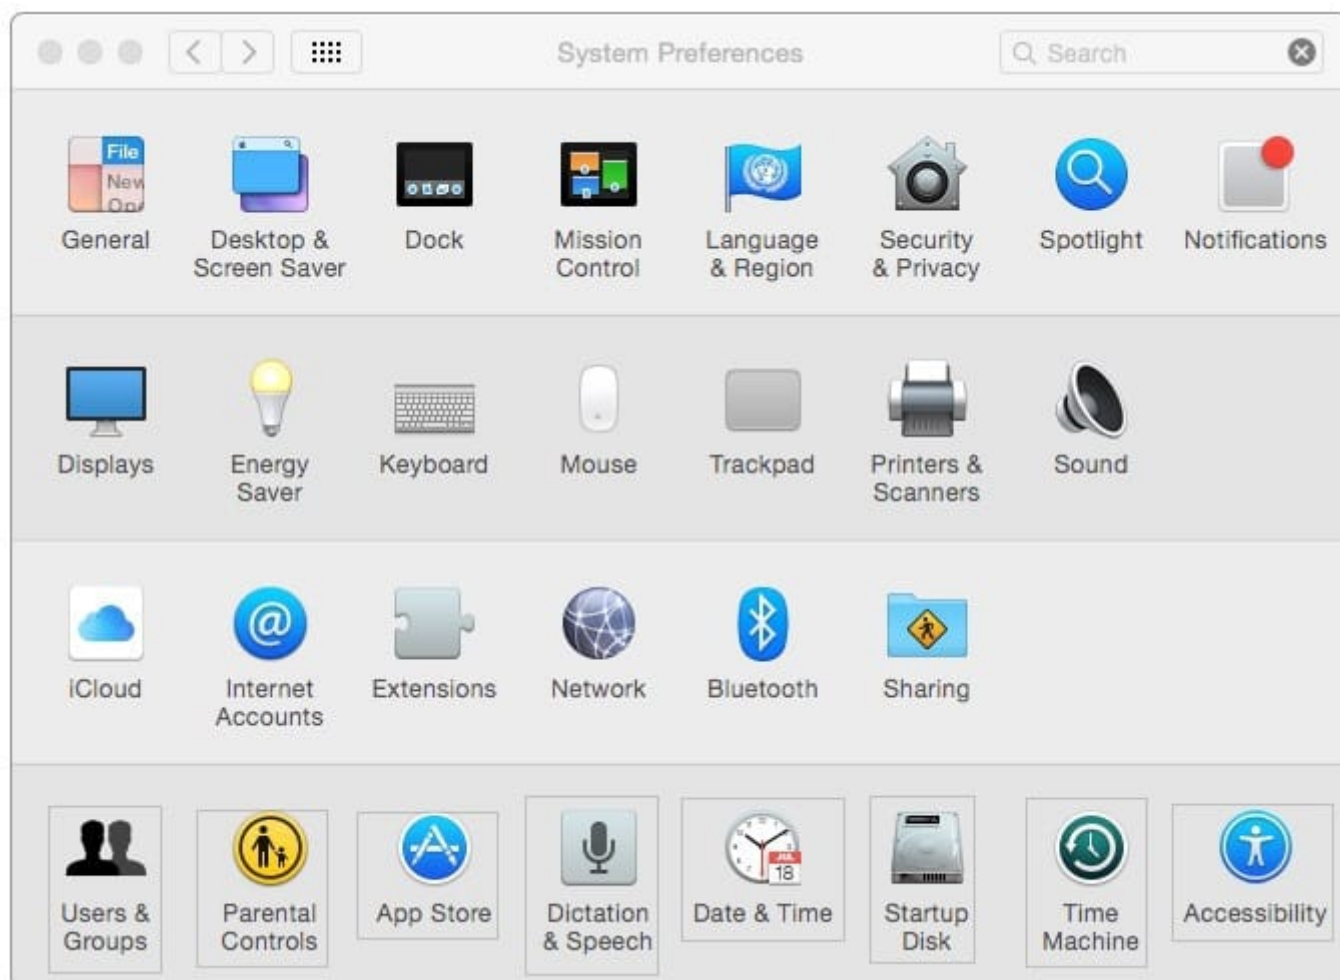 System Preferences
Search
File
New
Ope
General
Desktop &
Screen Saver
Dock
Mission
Control
Language
& Region
Security
& Privacy
Spotlight
Notifications
Displays
Energy
Saver
Keyboard
Mouse
Trackpad
Printers &
Scanners
Sound
@
iCloud
Internet
Accounts
Extensions
Network
Bluetooth
Sharing
JUL
18
Users &
Groups
Parental
Controls
App Store
Dictation
& Speech
Date & Time
Startup
Disk
Time
Machine
Accessibility